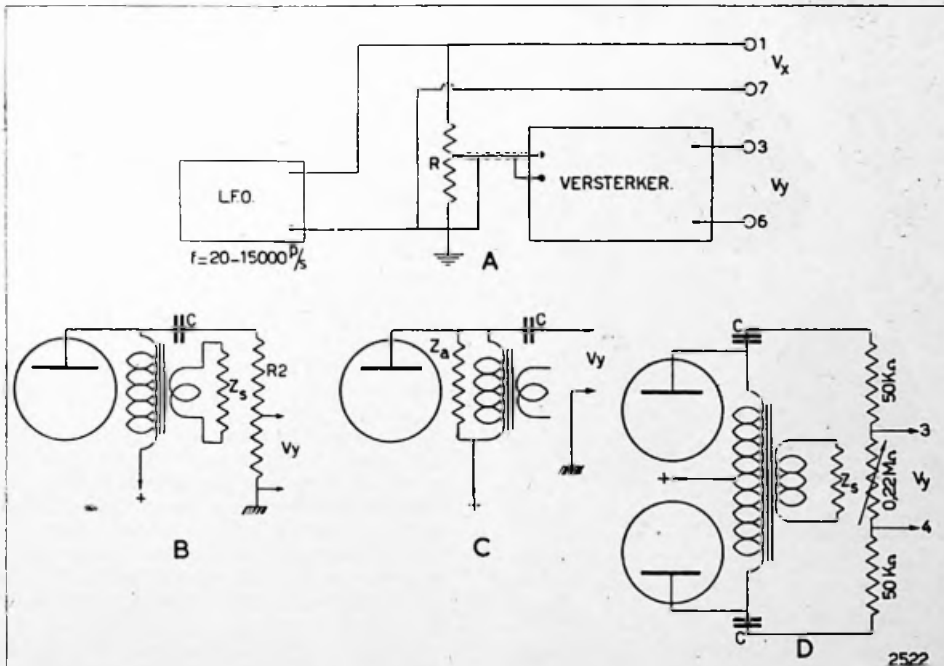 1
Vx
7
R
L.F.O.
VERSTERKER.
3
Vy
6
f=20-15000 p/s
A
C
R2
Zs
Vy
+
B
C
Za
Vy
+
C
C
50KΩ
3
+
Zs
0,22MΩ
Vy
4
50KΩ
C
D
2522